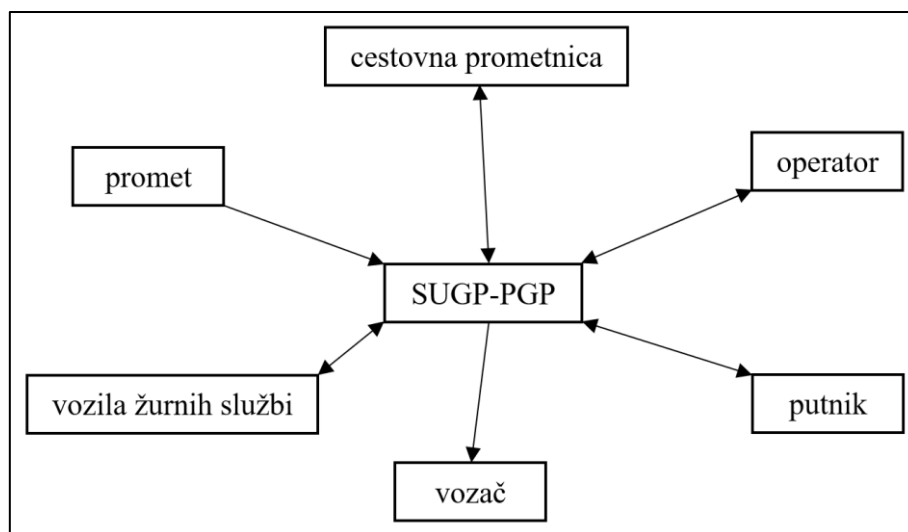 cestovna prometnica
operator
promet
SUGP-PGP
vozila žurnih službi
putnik
vozač